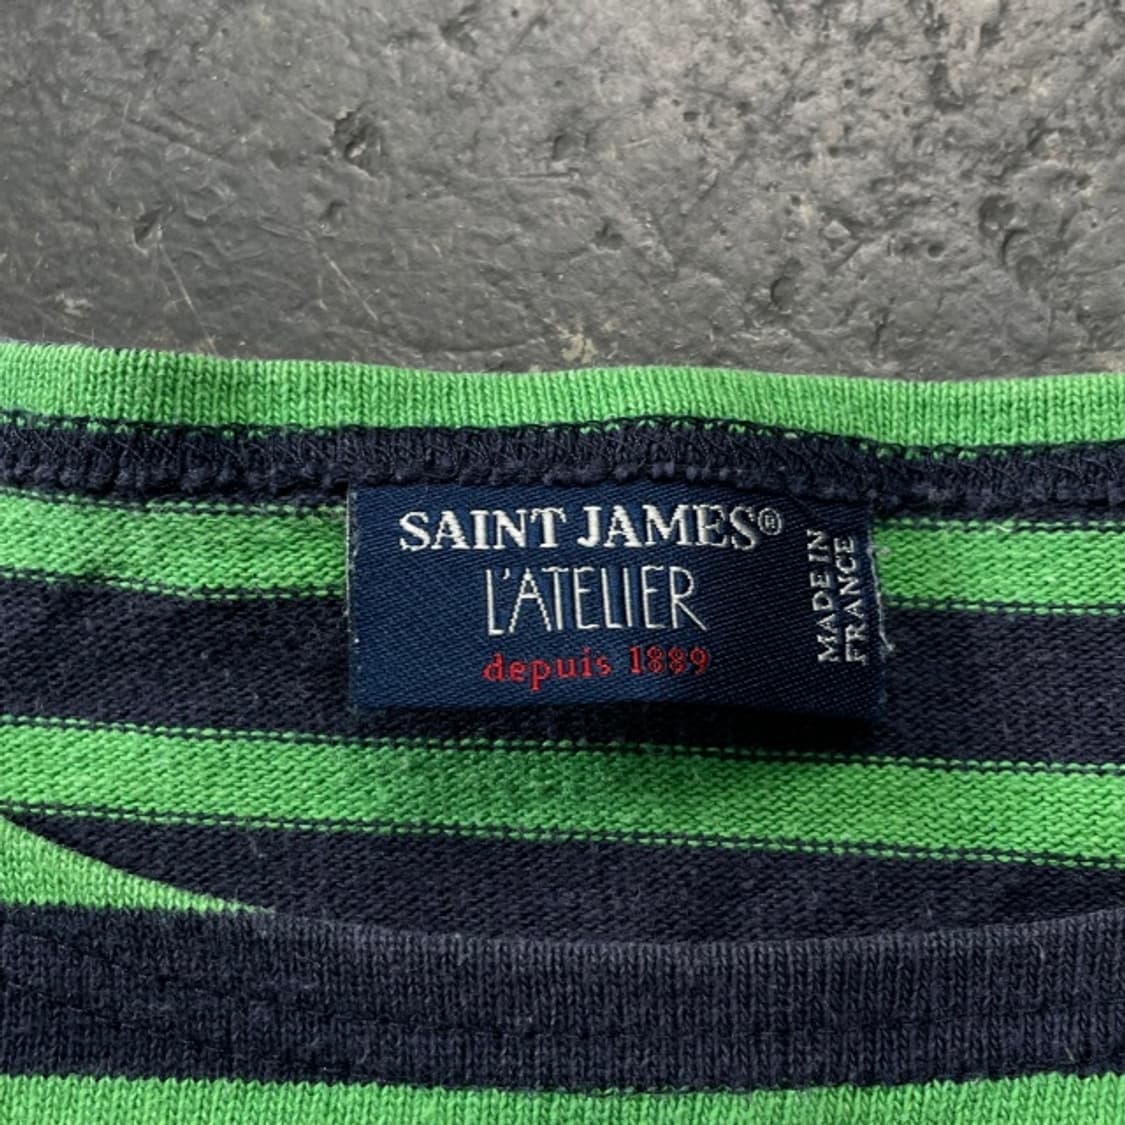 SAINT JAMES®
L'ATELIER
depuis 1889
MADE IN
FRANCE